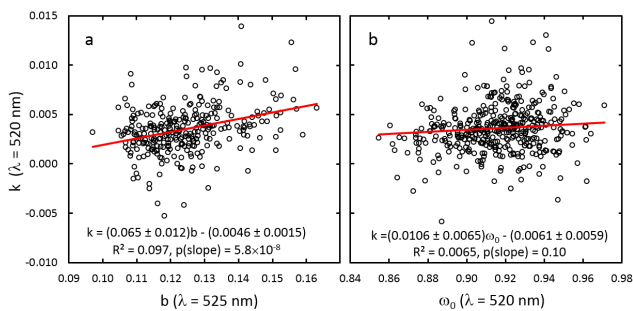 a
b
0.015
0.010
0.005
0.000
-0.005
-0.010
k (λ = 520 nm)
k = (0.065 ± 0.012)b - (0.0046 ± 0.0015)
R² = 0.097, p(slope) = 5.8×10⁻⁸
k =(0.0106 ± 0.0065)ω₀ - (0.0061 ± 0.0059)
R² = 0.0065, p(slope) = 0.10
0.09 0.10 0.11 0.12 0.13 0.14 0.15 0.16
0.84 0.86 0.88 0.90 0.92 0.94 0.96 0.98
b (λ = 525 nm)
ω₀ (λ = 520 nm)